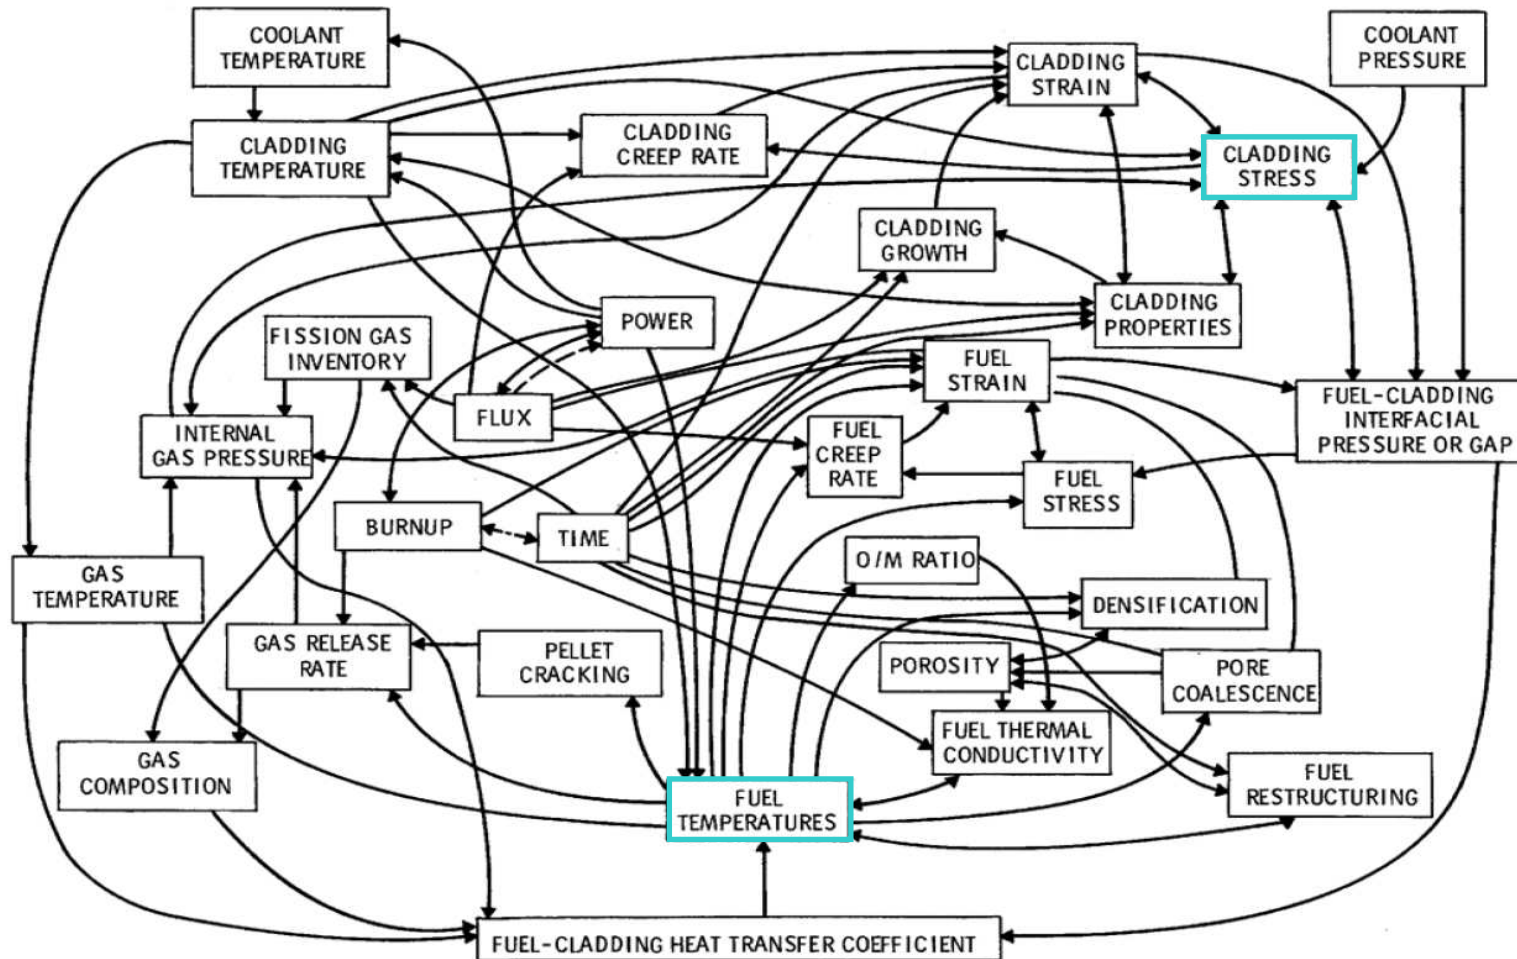 COOLANT
TEMPERATURE
COOLANT
PRESSURE
CLADDING
STRAIN
CLADDING
TEMPERATURE
CLADDING
CREEP RATE
CLADDING
STRESS
CLADDING
GROWTH
CLADDING
PROPERTIES
POWER
FISSION GAS
INVENTORY
FUEL
STRAIN
FLUX
FUEL-CLADDING
INTERFACIAL
PRESSURE OR GAP
INTERNAL
GAS PRESSURE
FUEL
CREEP
RATE
FUEL
STRESS
BURNUP
TIME
O/M RATIO
GAS
TEMPERATURE
DENSIFICATION
GAS RELEASE
RATE
PELLET
CRACKING
POROSITY
PORE
COALESCENCE
FUEL THERMAL
CONDUCTIVITY
GAS
COMPOSITION
FUEL
TEMPERATURES
FUEL
RESTRUCTURING
FUEL-CLADDING HEAT TRANSFER COEFFICIENT